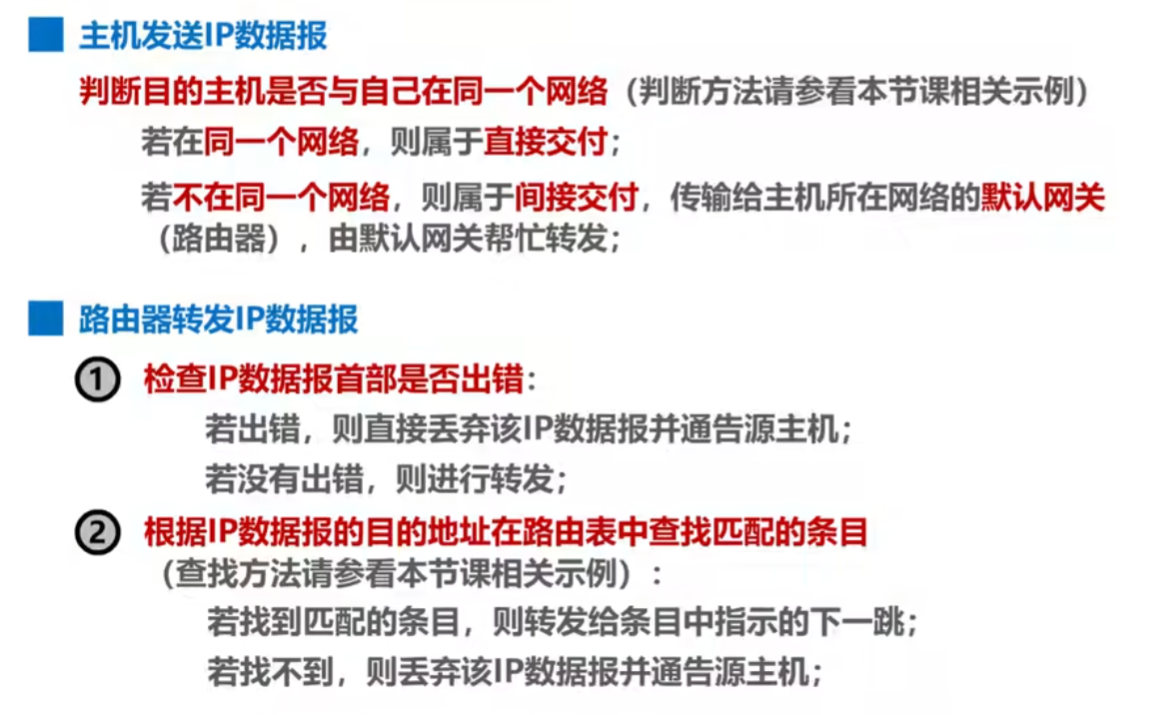 主机发送IP数据报
判断目的主机是否与自己在同一个网络（判断方法请参看本节课相关示例）
若在同一个网络，则属于直接交付；
若不在同一个网络，则属于间接交付，传输给主机所在网络的默认网关
（路由器），由默认网关帮忙转发；
路由器转发IP数据报
① 检查IP数据报首部是否出错：
若出错，则直接丢弃该IP数据报并通告源主机；
若没有出错，则进行转发；
② 根据IP数据报的目的地址在路由表中查找匹配的条目
（查找方法请参看本节课相关示例）：
若找到匹配的条目，则转发给条目中指示的下一跳；
若找不到，则丢弃该IP数据报并通告源主机；